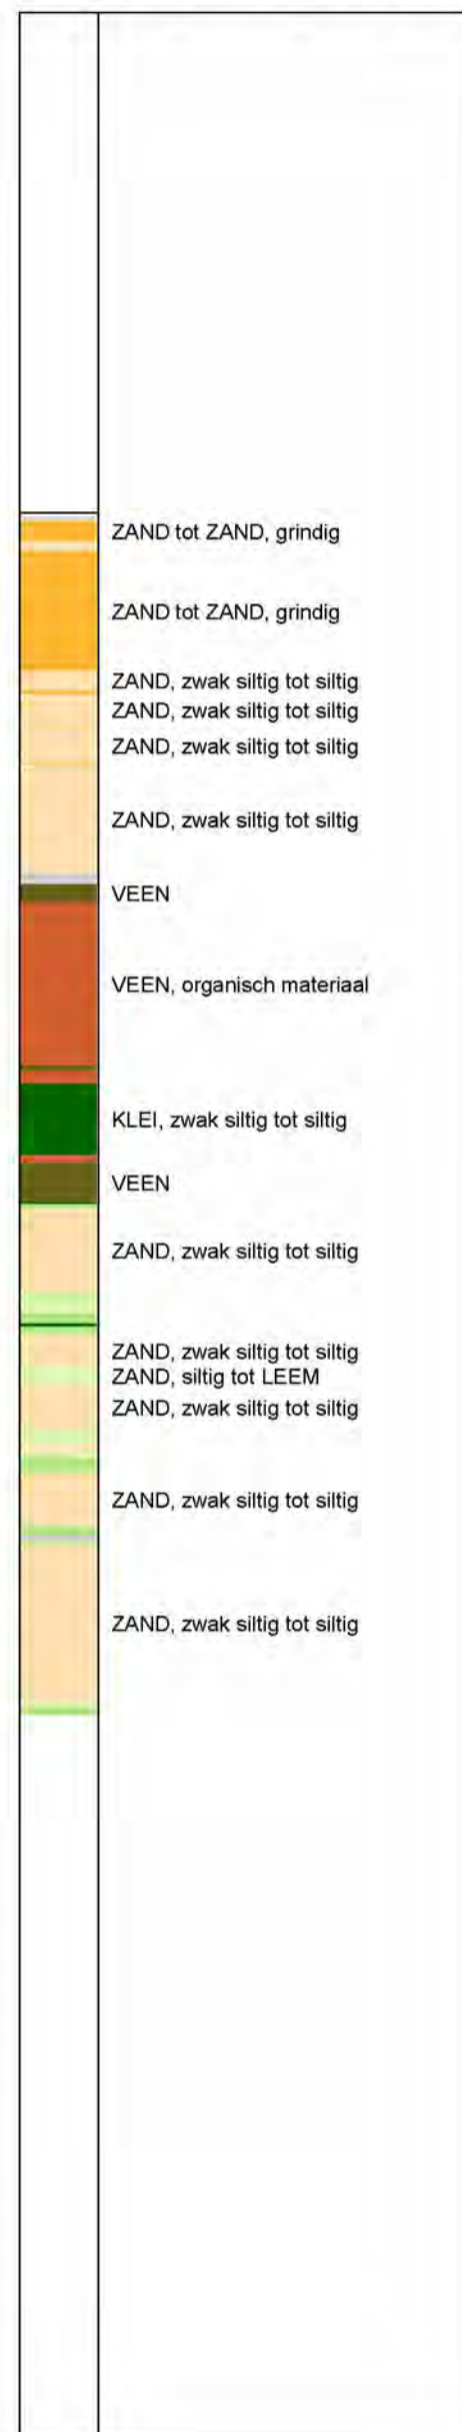 ZAND tot ZAND, grindig
ZAND tot ZAND, grindig
ZAND, zwak siltig tot siltig
ZAND, zwak siltig tot siltig
ZAND, zwak siltig tot siltig
ZAND, zwak siltig tot siltig
VEEN
VEEN, organisch materiaal
KLEI, zwak siltig tot siltig
VEEN
ZAND, zwak siltig tot siltig
ZAND, zwak siltig tot siltig
ZAND, siltig tot LEEM
ZAND, zwak siltig tot siltig
ZAND, zwak siltig tot siltig
ZAND, zwak siltig tot siltig